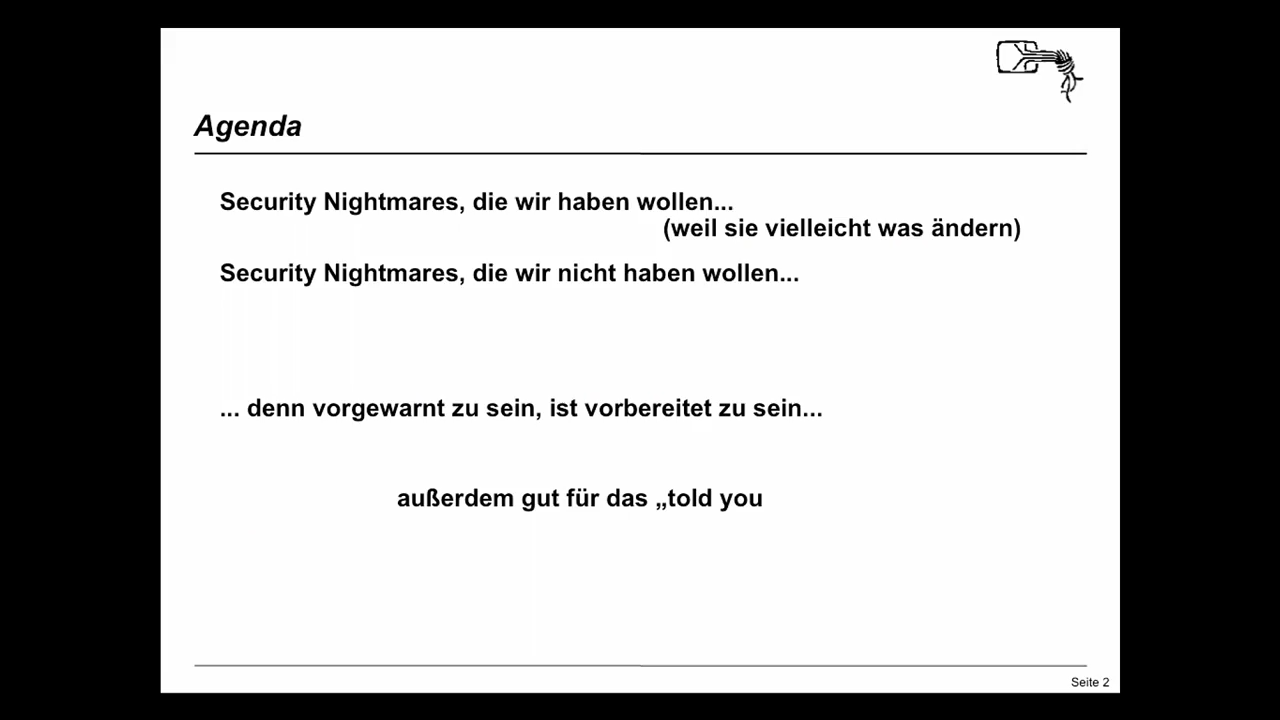 Agenda
Security Nightmares, die wir haben wollen...
(weil sie vielleicht was ändern)
Security Nightmares, die wir nicht haben wollen...
... denn vorgewarnt zu sein, ist vorbereitet zu sein...
außerdem gut für das „told you
Seite 2